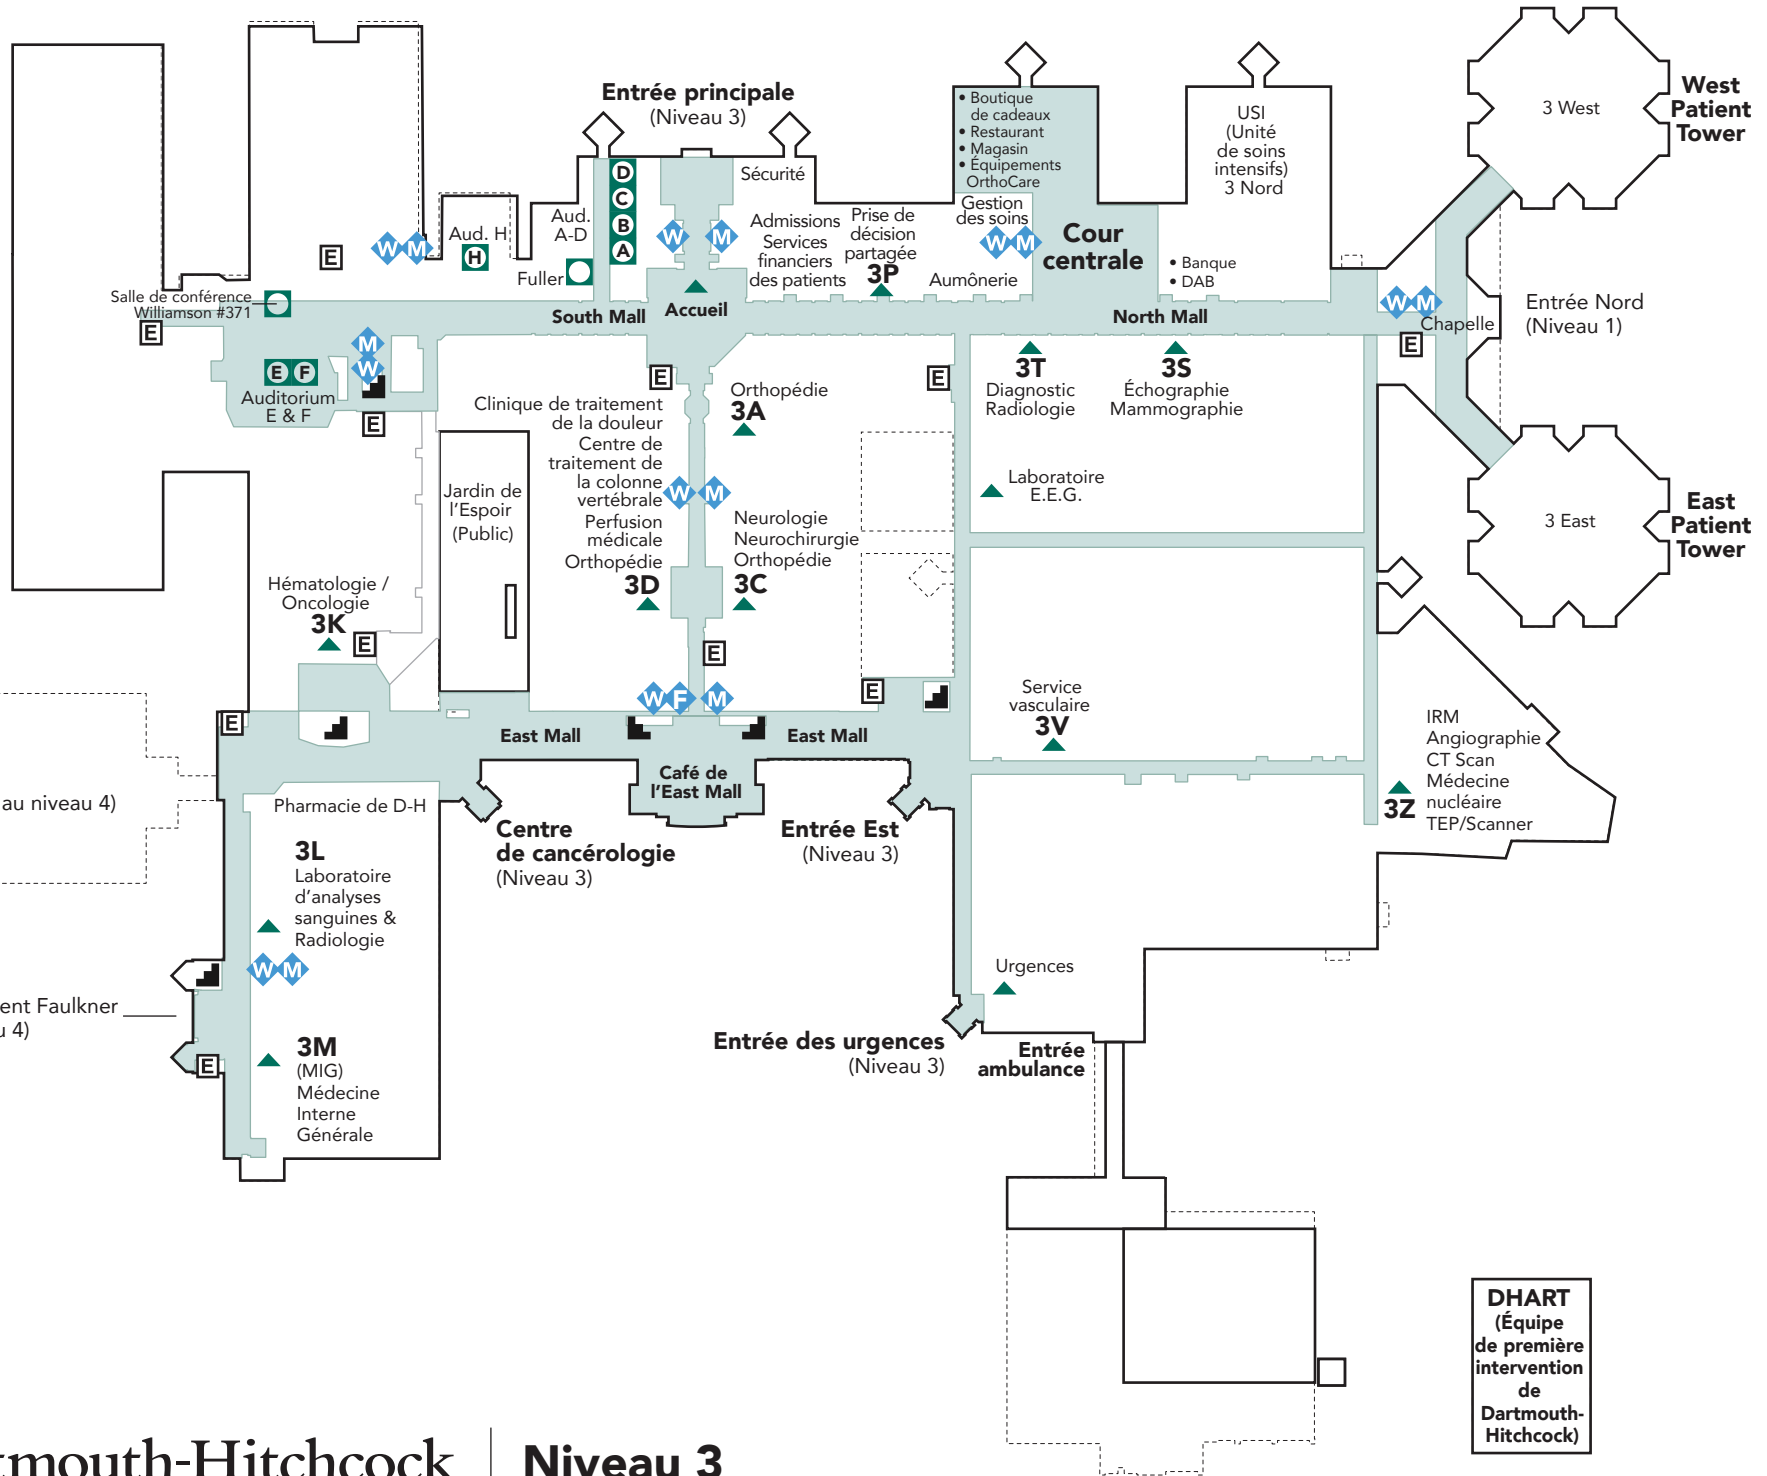 Entrée principale
(Niveau 3)
• Boutique
de cadeaux
• Restaurant
• Magasin
• Équipements
OrthoCare
USI
(Unité
de soins
intensifs)
3 Nord
3 West
West
Patient
Tower
D
C
B
A
Sécurité
Aud.
A-D
Aud. H
H
Fuller
W M
E
W
M
Admissions
Services
financiers
des patients
Prise de
décision
partagée
3P
Gestion
des soins
W M
Aumônerie
Cour
centrale
• Banque
• DAB
Salle de conférence
Williamson #371
E
South Mall
Accueil
North Mall
W M
Chapelle
E
Entrée Nord
(Niveau 1)
M
W
E F
Auditorium
E & F
E
E
E
Orthopédie
3A
3T
Diagnostic
Radiologie
3S
Échographie
Mammographie
Clinique de traitement
de la douleur
Centre de
traitement de
la colonne
vertébrale
Perfusion
médicale
Orthopédie
3D
W
M
Neurologie
Neurochirurgie
Orthopédie
3C
Laboratoire
E.E.G.
Jardin de
l'Espoir
(Public)
3 East
East
Patient
Tower
Hématologie /
Oncologie
3K
E
E
W F M
E
E
East Mall
East Mall
Café de
l'East Mall
Service
vasculaire
3V
IRM
Angiographie
CT Scan
Médecine
nucléaire
TEP/Scanner
3Z
au niveau 4)
Pharmacie de D-H
Centre
de cancérologie
(Niveau 3)
Entrée Est
(Niveau 3)
3L
Laboratoire
d'analyses
sanguines &
Radiologie
W M
ent Faulkner
u 4)
E
3M
(MIG)
Médecine
Interne
Générale
Urgences
Entrée des urgences
(Niveau 3)
Entrée
ambulance
DHART
(Équipe
de première
intervention
de
Dartmouth-
Hitchcock)
tmouth-Hitchcock
Niveau 3